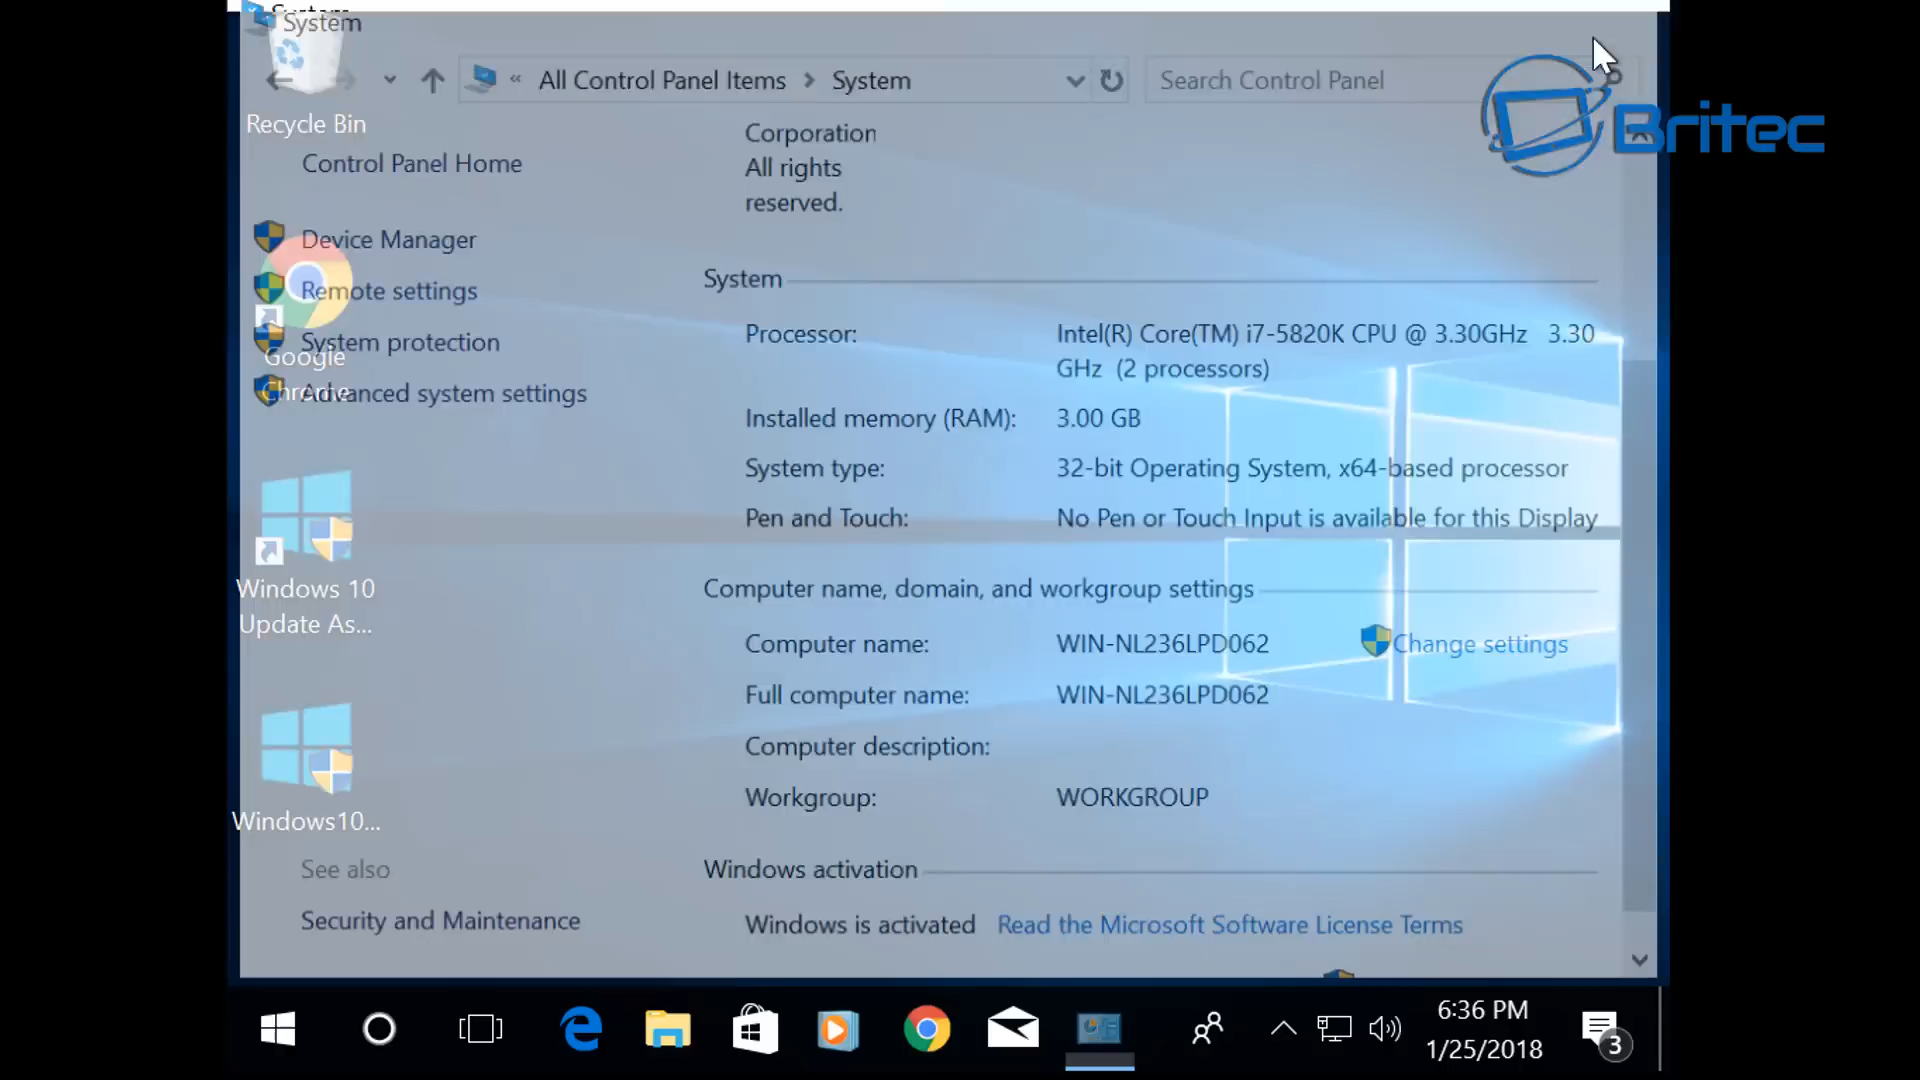 System
System
« All Control Panel Items > System
Search Control Panel
Britec
Recycle Bin
Control Panel Home
Device Manager
Remote settings
System protection
Advanced system settings
Google
Chrome
Windows 10
Update As...
Windows10...
See also
Security and Maintenance
Corporation
All rights
reserved.
System
Processor: Intel(R) Core(TM) i7-5820K CPU @ 3.30GHz 3.30
GHz (2 processors)
Installed memory (RAM): 3.00 GB
System type: 32-bit Operating System, x64-based processor
Pen and Touch: No Pen or Touch Input is available for this Display
Computer name, domain, and workgroup settings
Computer name: WIN-NL236LPD062 Change settings
Full computer name: WIN-NL236LPD062
Computer description:
Workgroup: WORKGROUP
Windows activation
Windows is activated Read the Microsoft Software License Terms
6:36 PM
1/25/2018
3